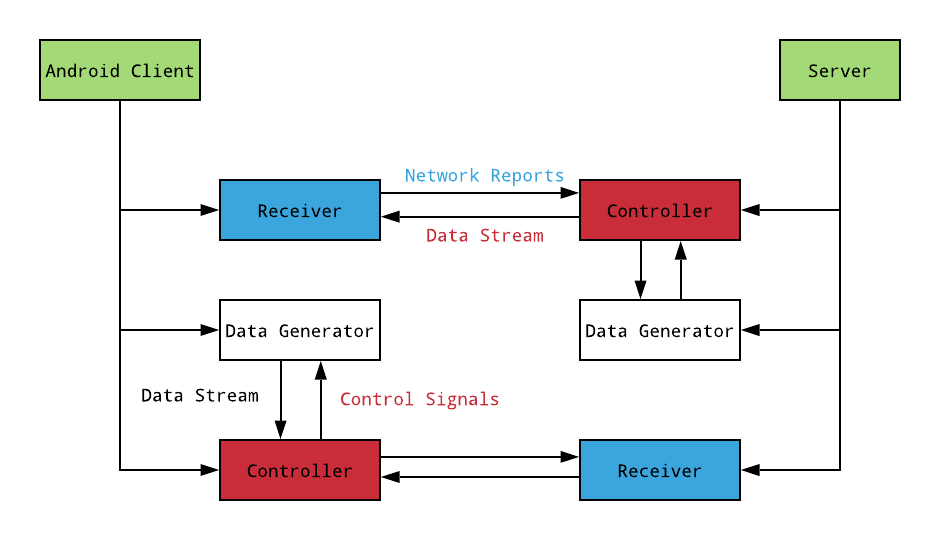 Android Client
Server
Network Reports
Receiver
Controller
Data Stream
Data Generator
Data Generator
Data Stream
Control Signals
Controller
Receiver